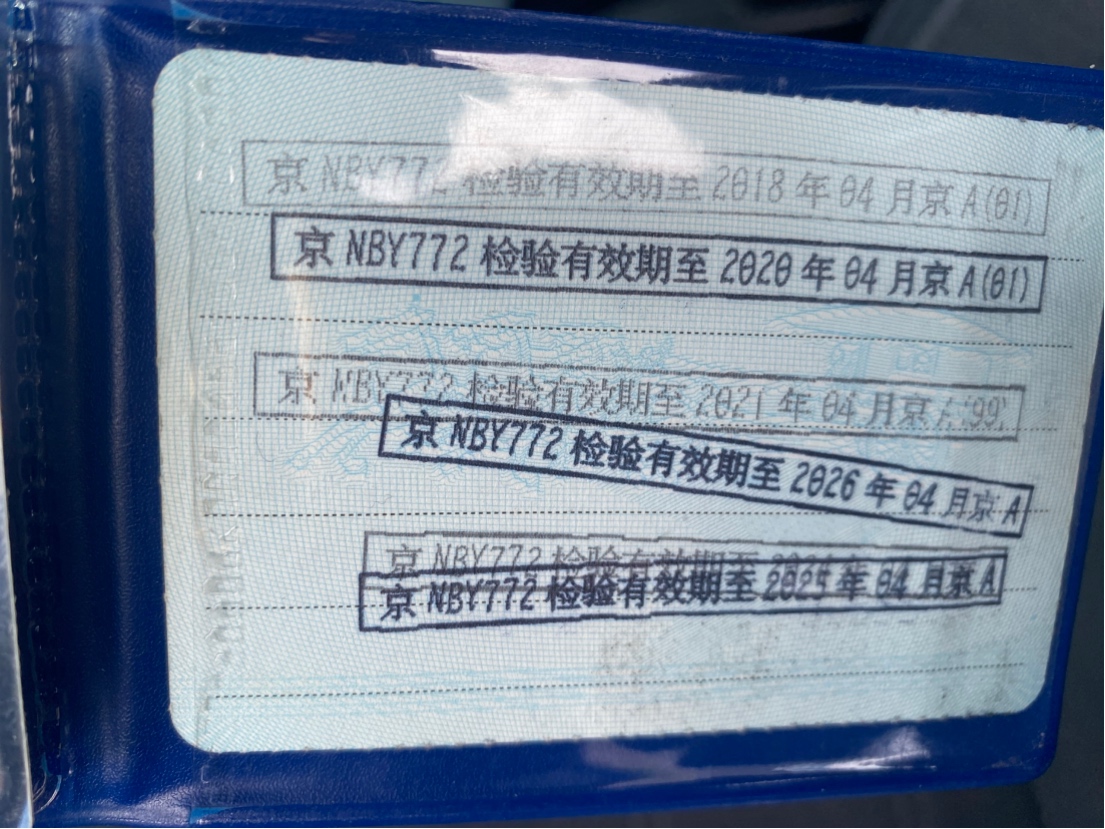 京 NBY772 检验有效期至 2018 年 04 月京 A(01)
京 NBY772 检验有效期至 2020 年 04 月京 A(01)
京 NBY772 检验有效期至 2021 年 04 月京 A(99)
京 NBY772 检验有效期至 2026 年 04 月京 A
京 NBY772 检验有效期至
京 NBY772 检验有效期至 2025 年 04 月京 A